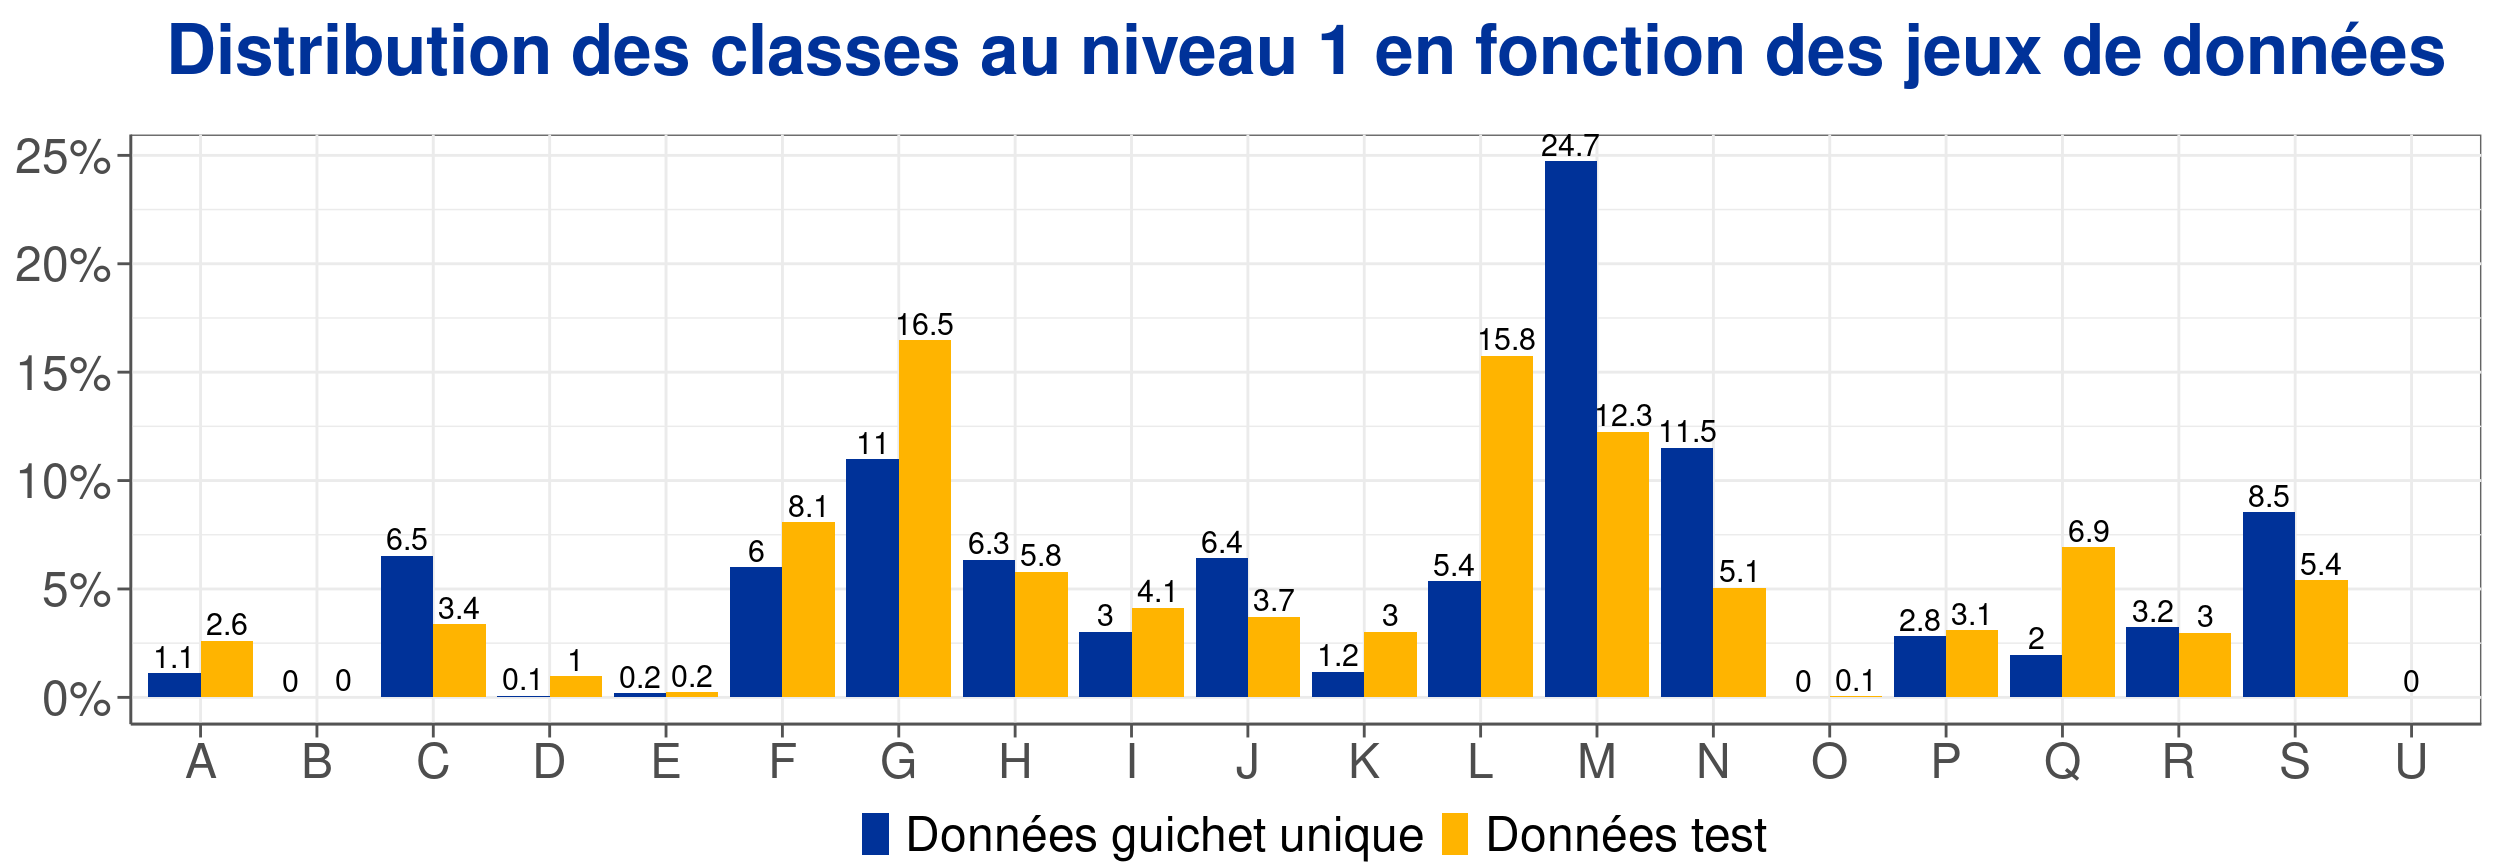 Distribution des classes au niveau 1 en fonction des jeux de données
25%
20%
15%
10%
5%
0%
1.1 2.6 0 0 6.5 3.4 0.1 1 0.2 0.2 6 8.1 11 16.5 6.3 5.8 3 4.1 6.4 3.7 1.2 3 5.4 15.8 24.7 12.3 11.5 5.1 0 0.1 2.8 3.1 2 6.9 3.2 3 8.5 5.4 0
A B C D E F G H I J K L M N O P Q R S U
Données guichet unique Données test